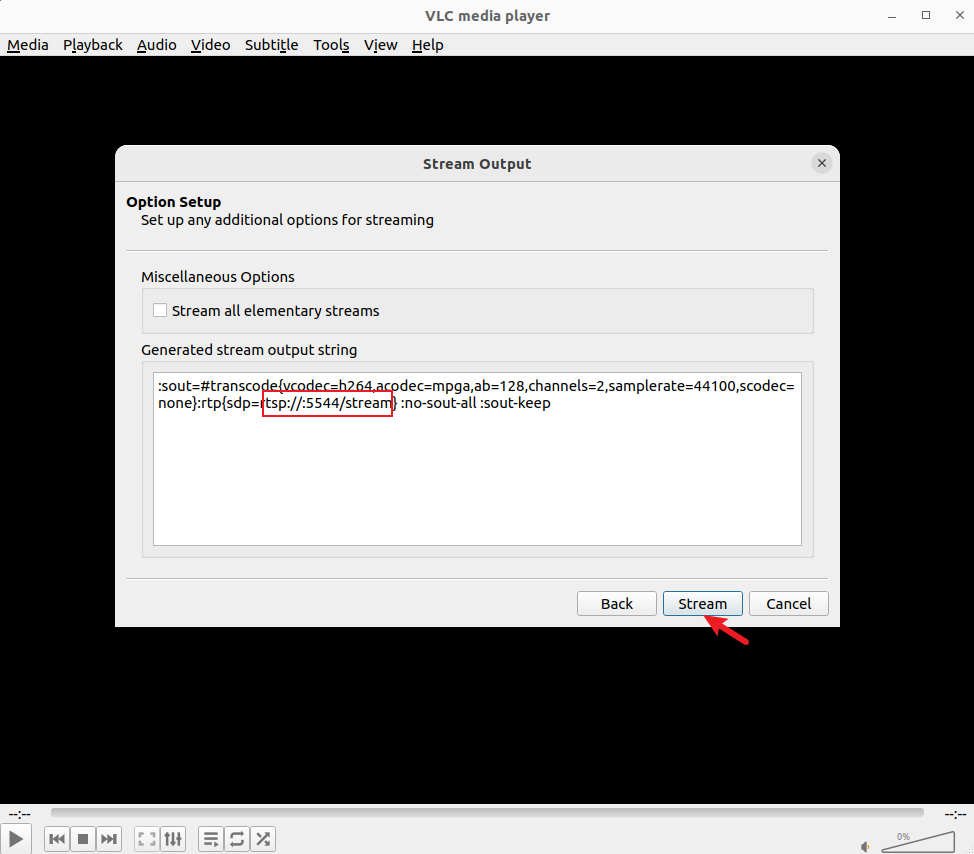 VLC media player
Media Playback Audio Video Subtitle Tools View Help
Stream Output
Option Setup
Set up any additional options for streaming
Miscellaneous Options
Stream all elementary streams
Generated stream output string
:sout=#transcode{vcodec=h264,acodec=mpga,ab=128,channels=2,samplerate=44100,scodec=
none}:rtp{sdp=rtsp://:5544/stream} :no-sout-all :sout-keep
Back Stream Cancel
--:-- --:--
0%